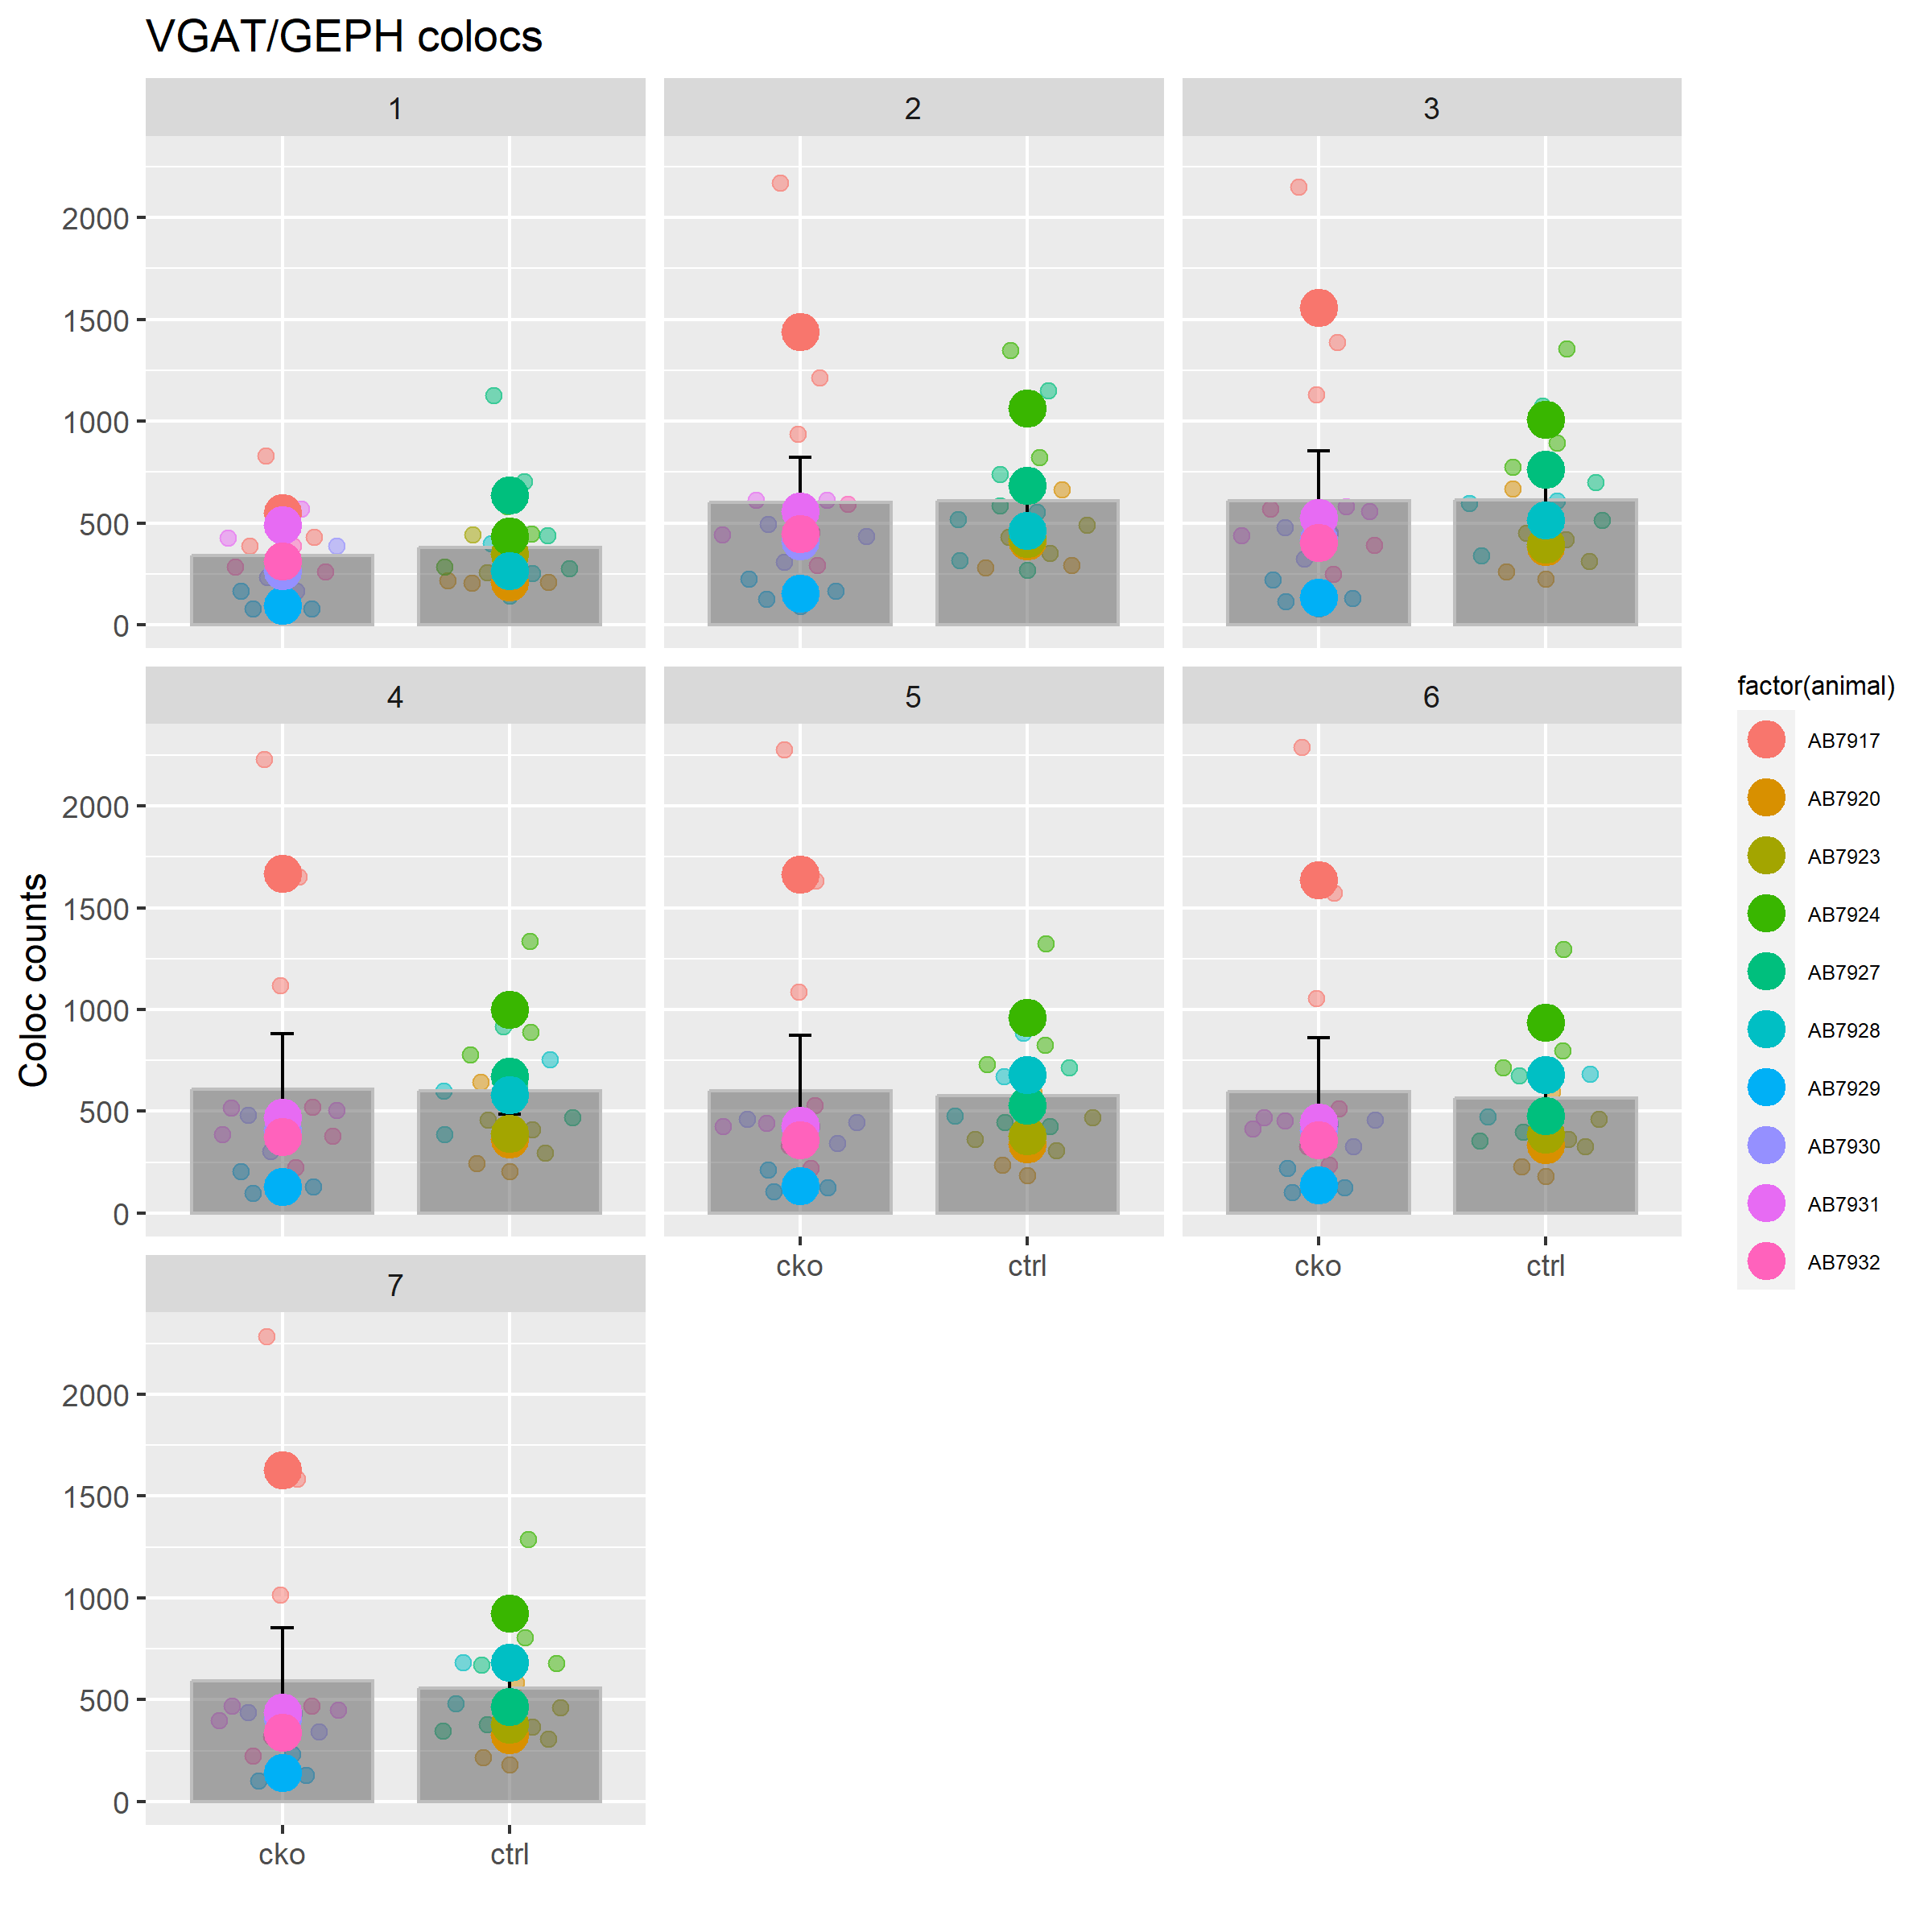 VGAT/GEPH colocs
1
2
3
2000
1500
1000
500
0
4
5
6
2000
1500
1000
500
0
cko
ctrl
cko
ctrl
7
2000
1500
1000
500
0
cko
ctrl
Coloc counts
factor(animal)
AB7917
AB7920
AB7923
AB7924
AB7927
AB7928
AB7929
AB7930
AB7931
AB7932